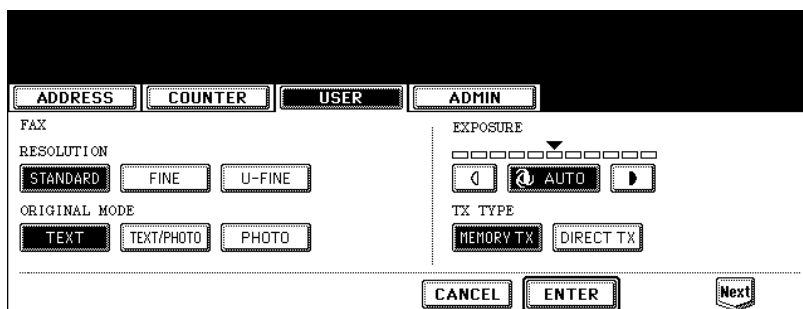 ADDRESS COUNTER USER ADMIN
FAX
RESOLUTION
STANDARD FINE U-FINE
ORIGINAL MODE
TEXT TEXT/PHOTO PHOTO
EXPOSURE
AUTO
TX TYPE
MEMORY TX DIRECT TX
CANCEL ENTER Next